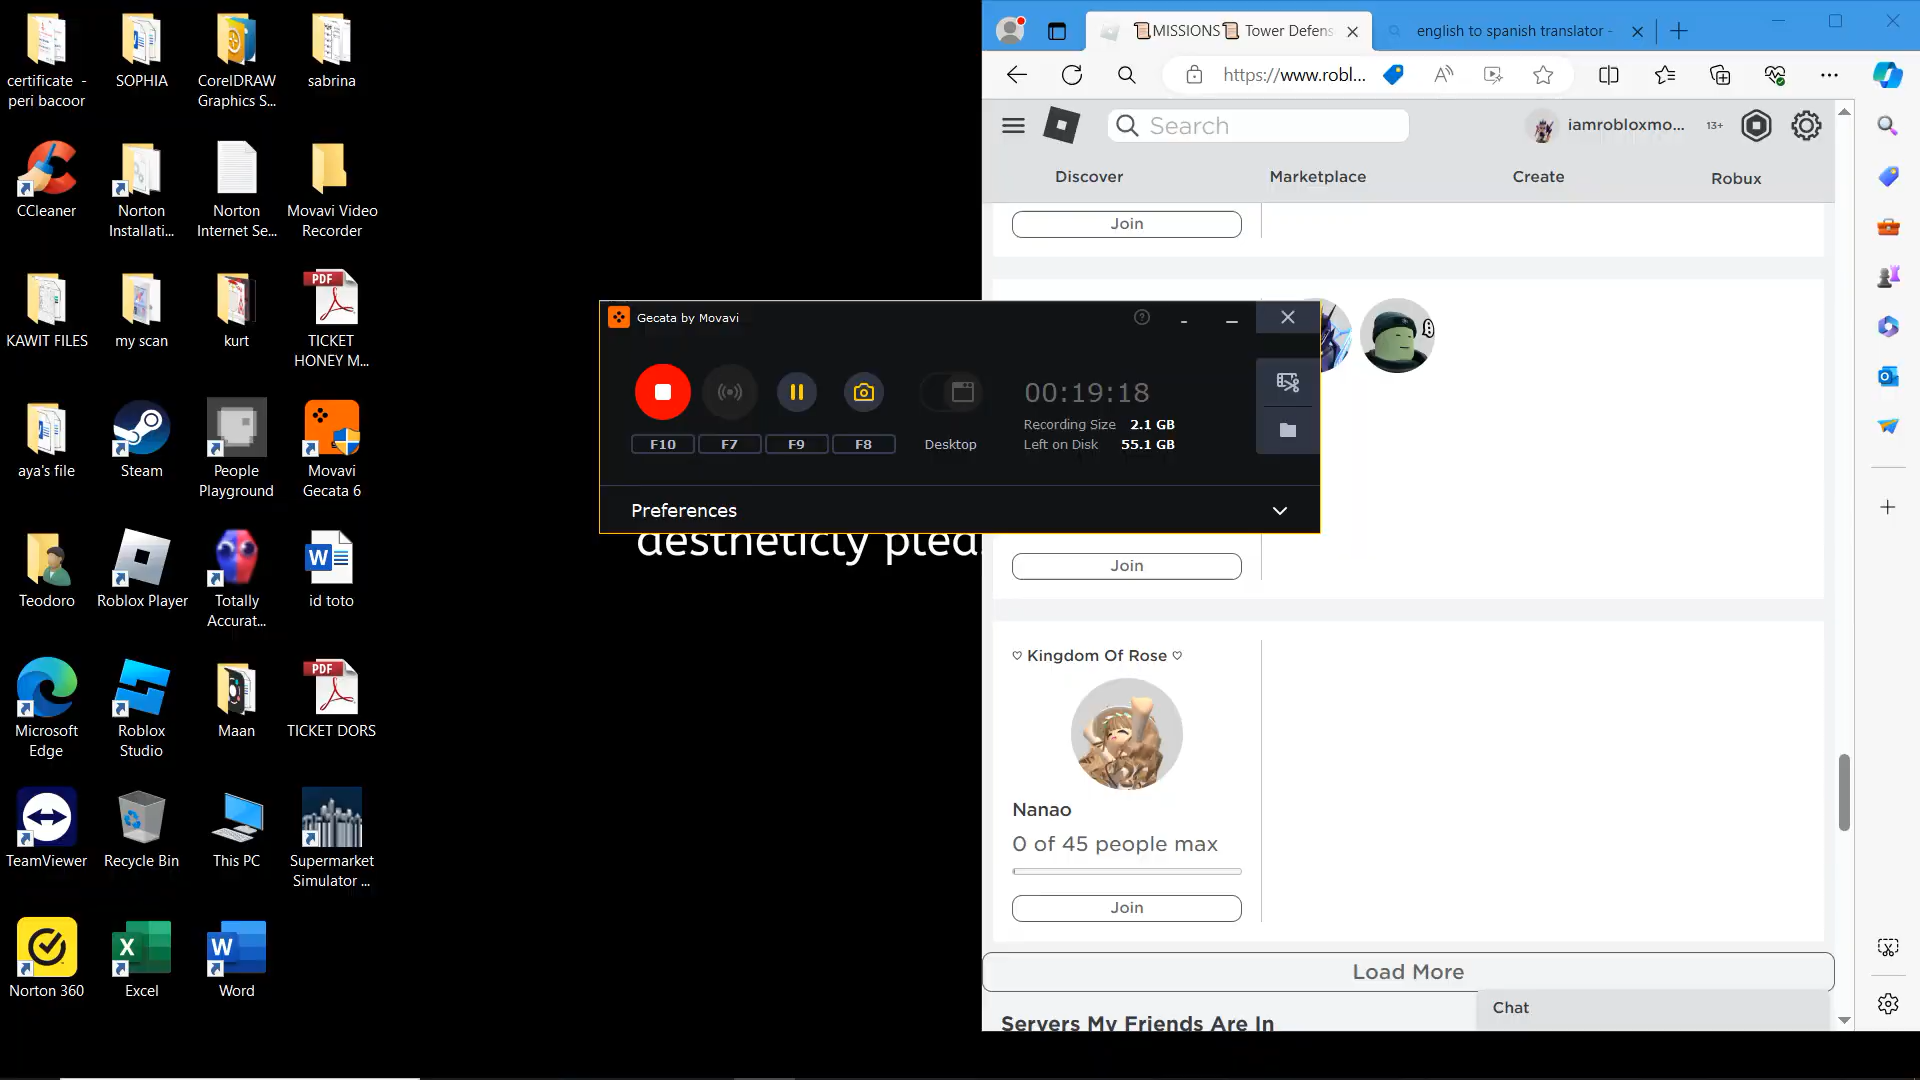 certificate - peri bacoor
SOPHIA
CorelDRAW Graphics S...
sabrina
CCleaner
Norton Installati...
Norton Internet Se...
Movavi Video Recorder
KAWIT FILES
my scan
kurt
TICKET HONEY M...
aya's file
Steam
People Playground
Movavi Gecata 6
Teodoro
Roblox Player
Totally Accurat...
id toto
Microsoft Edge
Roblox Studio
Maan
TICKET DORS
TeamViewer
Recycle Bin
This PC
Supermarket Simulator ...
Norton 360
Excel
Word
Gecata by Movavi
00:19:18
Recording Size 2.1 GB
Left on Disk 55.1 GB
F10
F7
F9
F8
Desktop
Preferences
📜MISSIONS📜 Tower Defens
english to spanish translator -
https://www.robl...
Search
iamrobloxmo...
13+
Discover
Marketplace
Create
Robux
Join
Join
♡ Kingdom Of Rose ♡
Nanao
0 of 45 people max
Join
Load More
Servers My Friends Are In
Chat